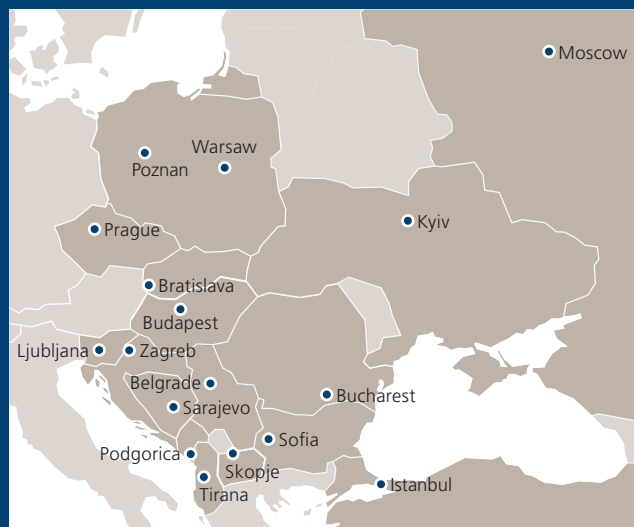 Moscow
Warsaw
Poznan
Kyiv
Prague
Bratislava
Budapest
Ljubljana
Zagreb
Belgrade
Bucharest
Sarajevo
Sofia
Podgorica
Skopje
Istanbul
Tirana